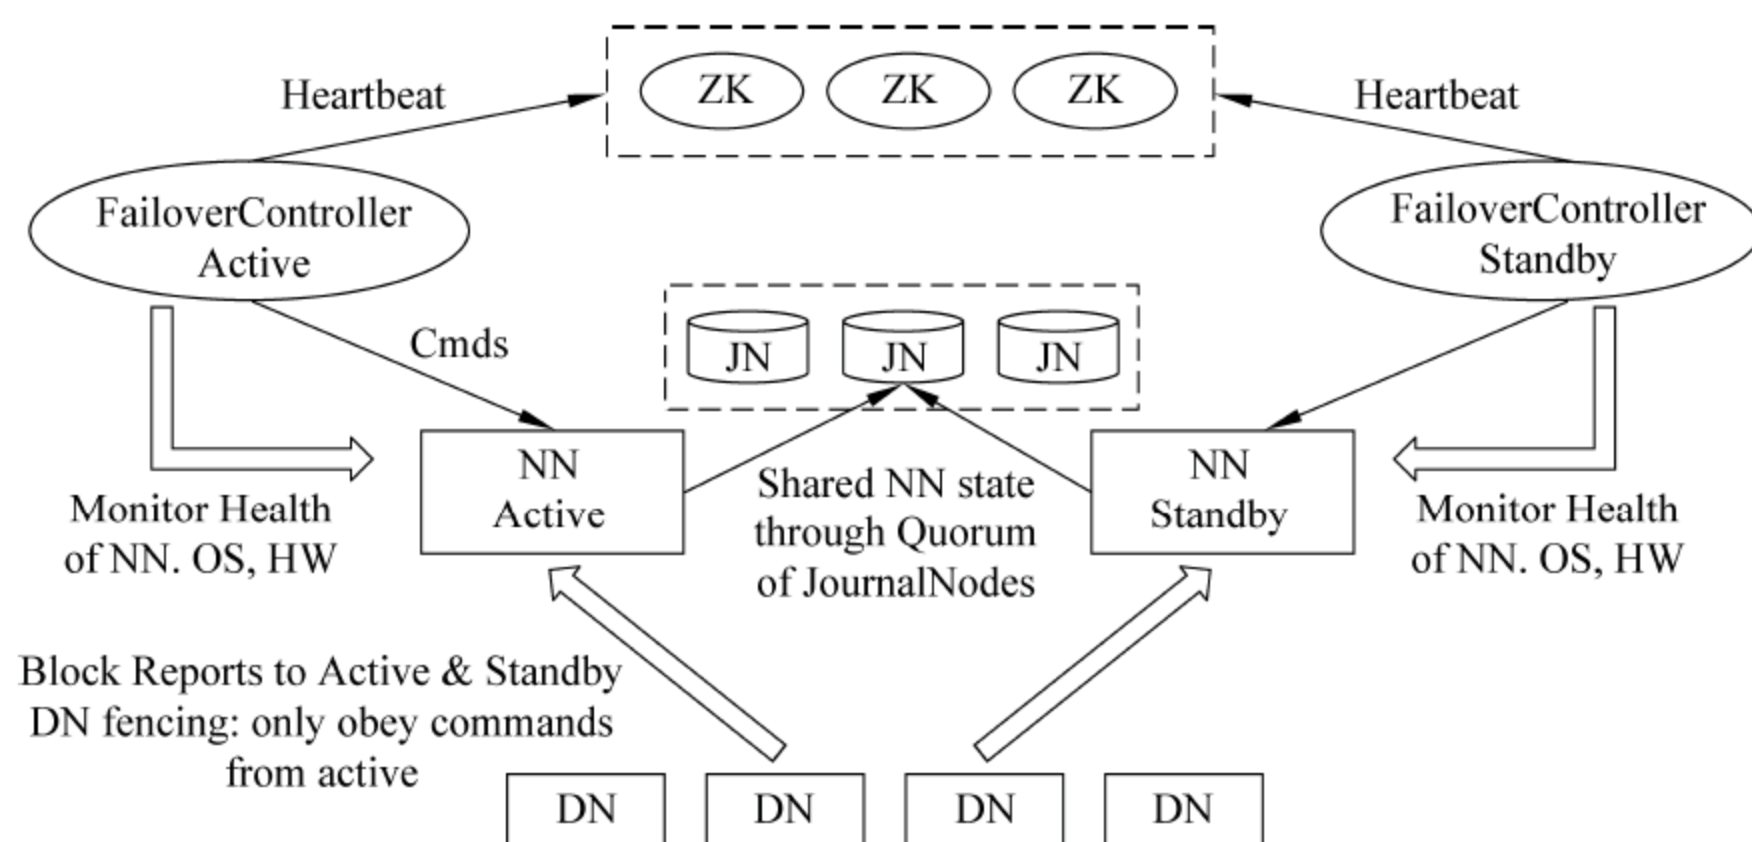 ZK ZK ZK
Heartbeat
Heartbeat
FailoverController
Active
FailoverController
Standby
Cmds
JN JN JN
NN
Active
Shared NN state
through Quorum
of JournalNodes
NN
Standby
Monitor Health
of NN. OS, HW
Monitor Health
of NN. OS, HW
Block Reports to Active & Standby
DN fencing: only obey commands
from active
DN DN DN DN